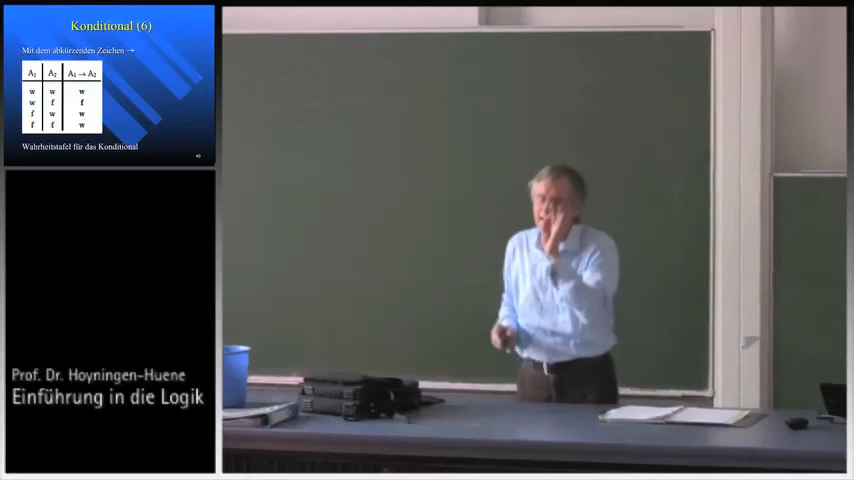 Konditional (6)
Mit dem abkürzenden Zeichen →
A₁ A₂ A₁ → A₂
w w w
w f f
f w w
f f w
Wahrheitstafel für das Konditional
40
Prof. Dr. Hoyningen-Huene
Einführung in die Logik